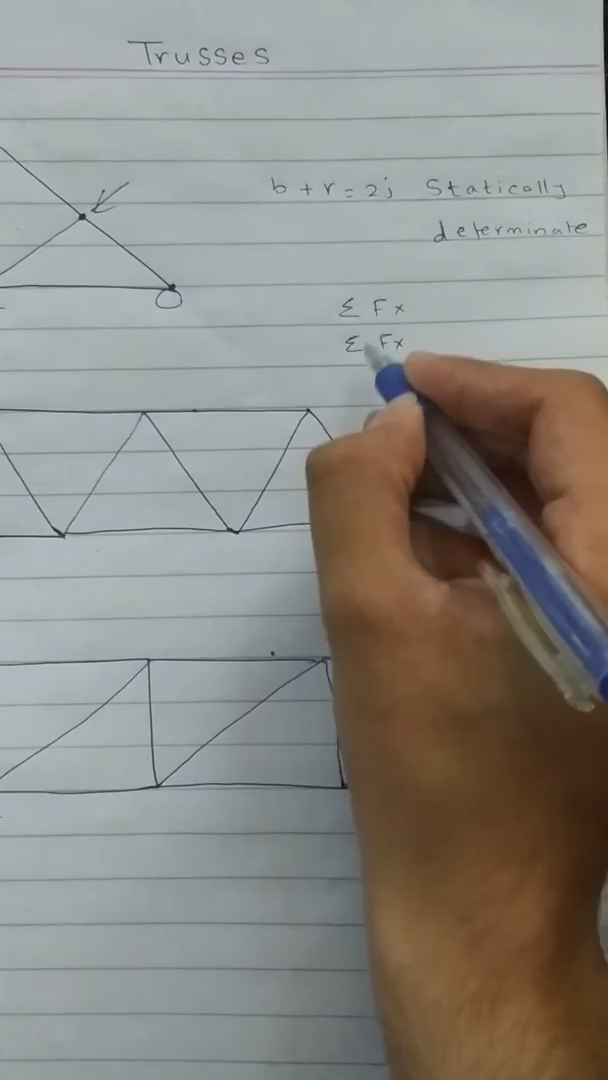 Trusses
b + r = 2j Statically
determinate
Σ Fx
Σ Fx